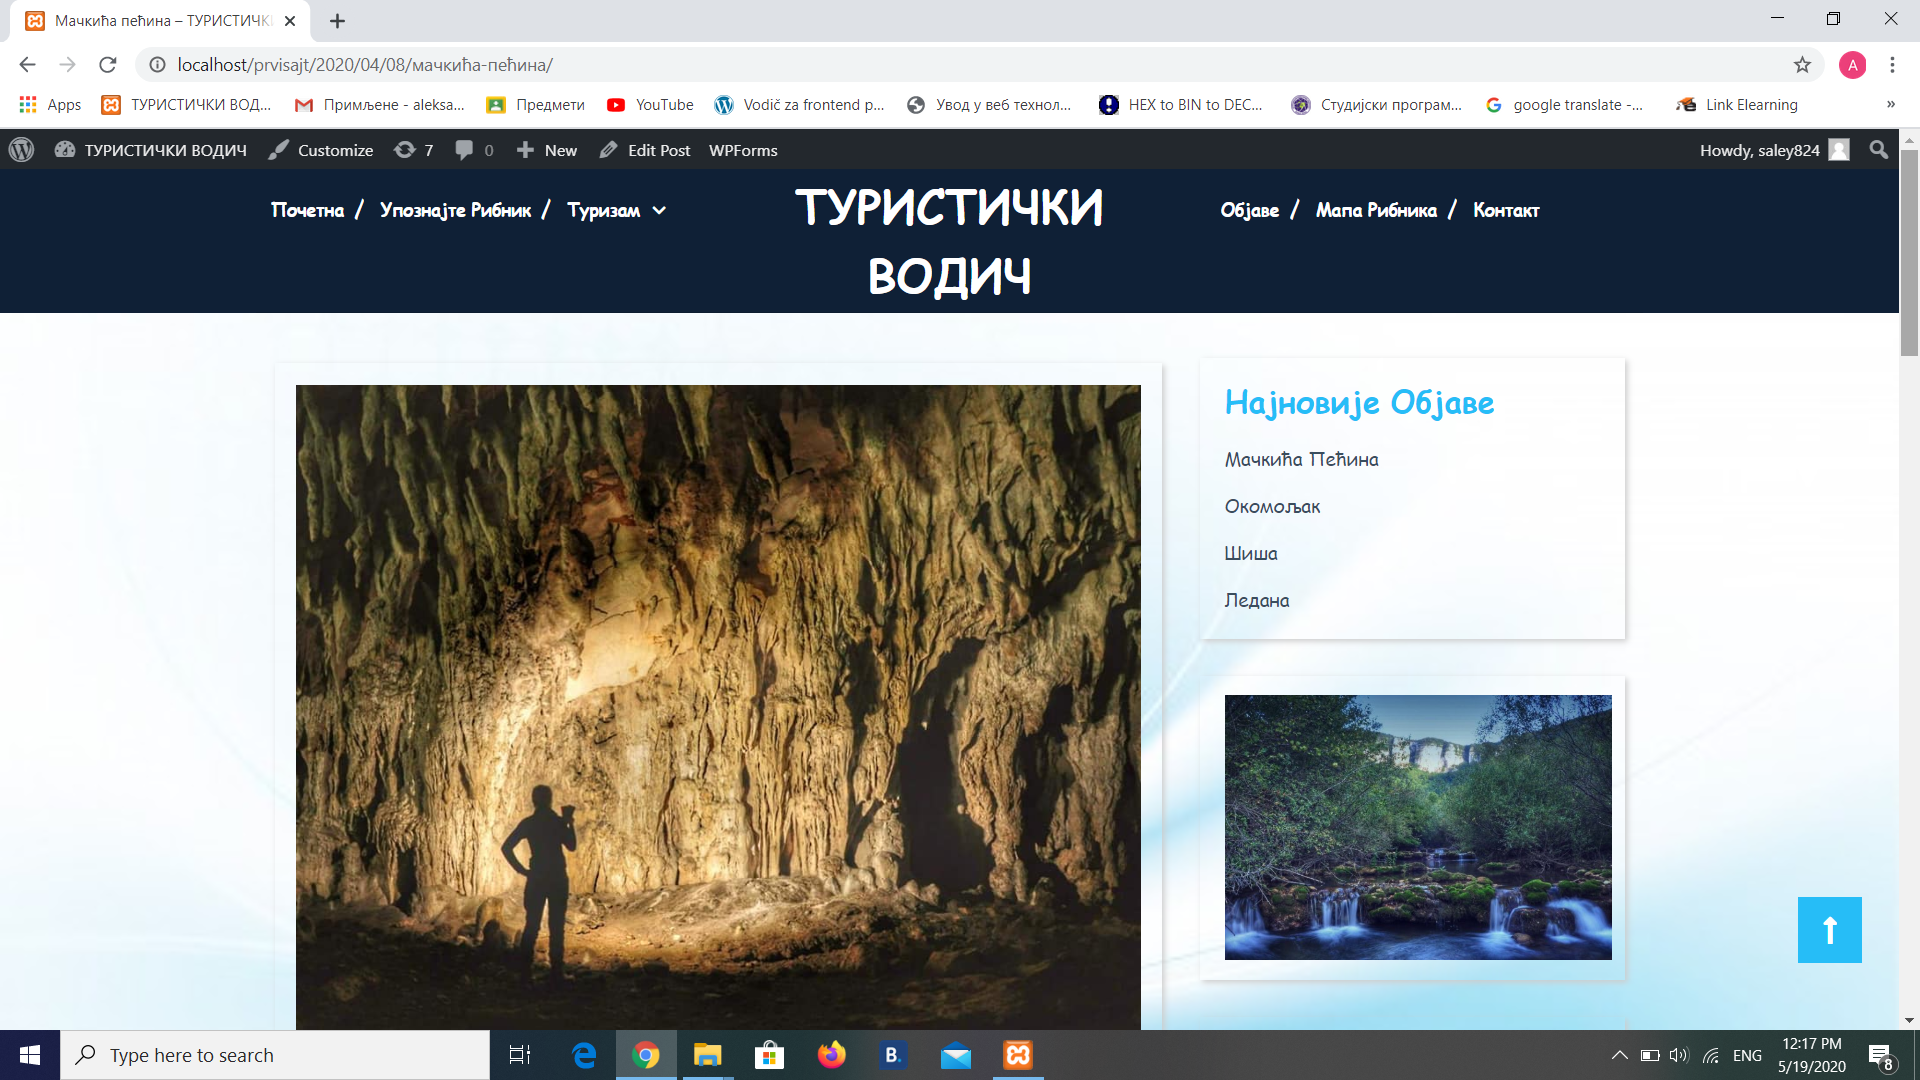 Мачкића пећина – ТУРИСТИЧКИ
localhost/prvisajt/2020/04/08/мачкића-пећина/
A
Apps ТУРИСТИЧКИ ВОД... Примљене - aleksa... Предмети YouTube Vodič za frontend p... Увод у веб технол... HEX to BIN to DEC... Студијски програм... google translate -... Link Elearning »
ТУРИСТИЧКИ ВОДИЧ Customize 7 0 New Edit Post WPForms Howdy, saley824
Почетна / Упознајте Рибник / Туризам
ТУРИСТИЧКИ
ВОДИЧ
Објаве / Мапа Рибника / Контакт
Најновије Објаве
Мачкића Пећина
Окомољак
Шиша
Ледана
Type here to search
B.
ENG
12:17 PM
5/19/2020
8